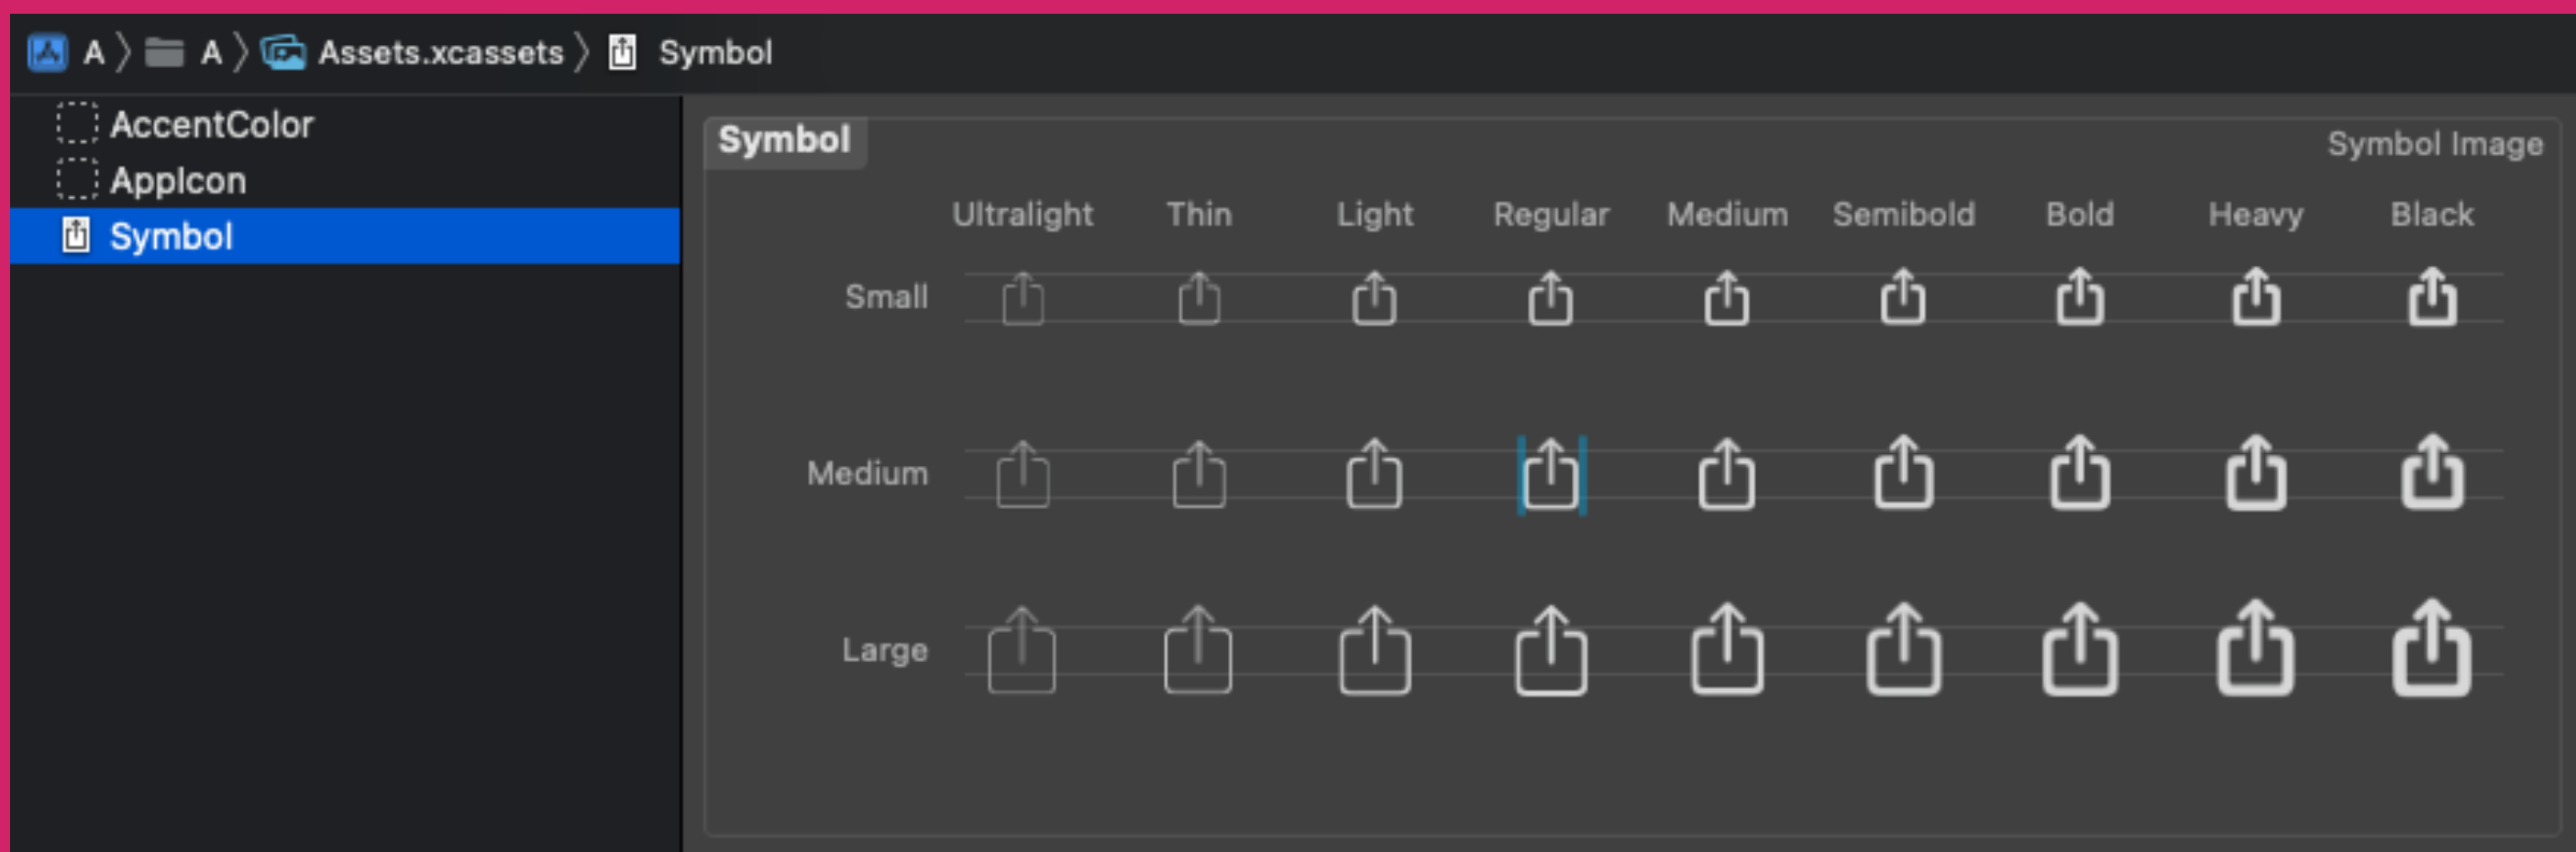 A 〉 A 〉 Assets.xcassets 〉 Symbol
AccentColor
AppIcon
Symbol
Symbol
Symbol Image
Ultralight Thin Light Regular Medium Semibold Bold Heavy Black
Small
Medium
Large